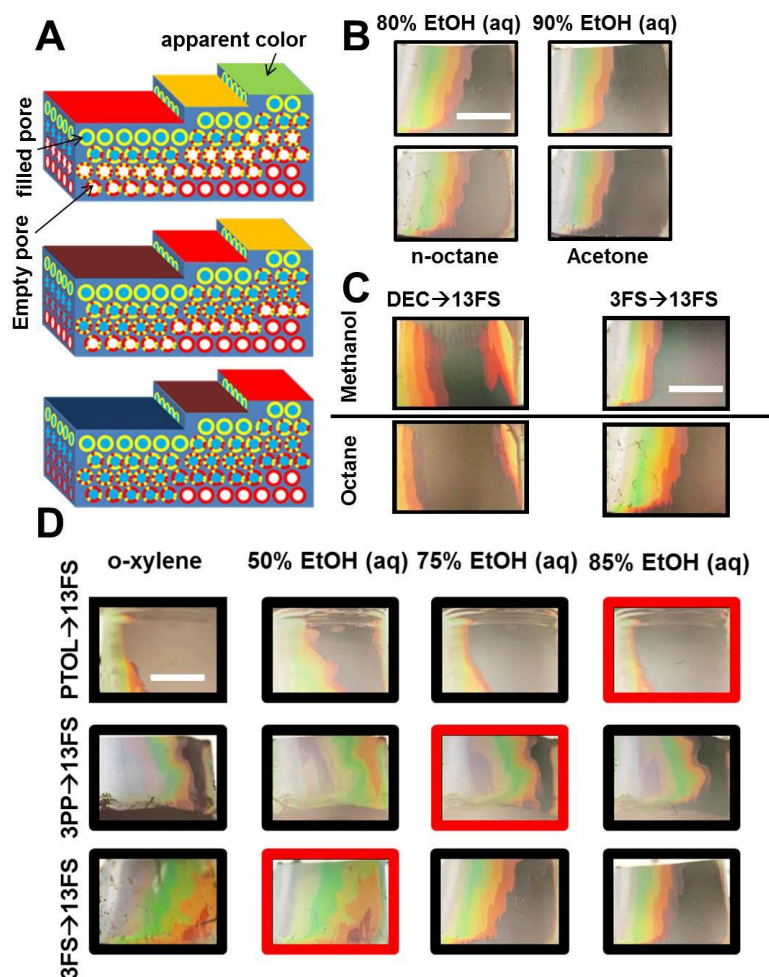 A
apparent color
filled pore
Empty pore
B
80% EtOH (aq) 90% EtOH (aq)
n-octane Acetone
C
DEC→13FS 3FS→13FS
Methanol
Octane
D
o-xylene 50% EtOH (aq) 75% EtOH (aq) 85% EtOH (aq)
PTOL→13FS
3PP→13FS
3FS→13FS